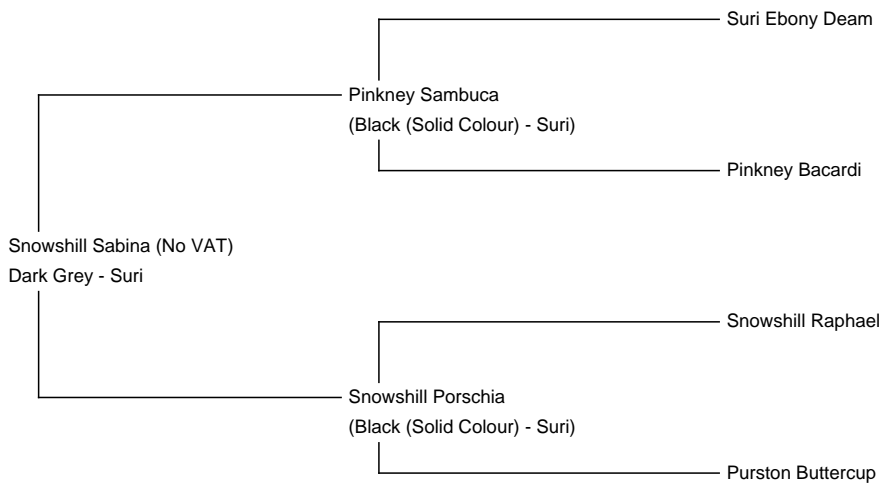 Suri Ebony Deam
Pinkney Sambuca
(Black (Solid Colour) - Suri)
Pinkney Bacardi
Snowshill Sabina (No VAT)
Dark Grey - Suri
Snowshill Raphael
Snowshill Porschia
(Black (Solid Colour) - Suri)
Purston Buttercup